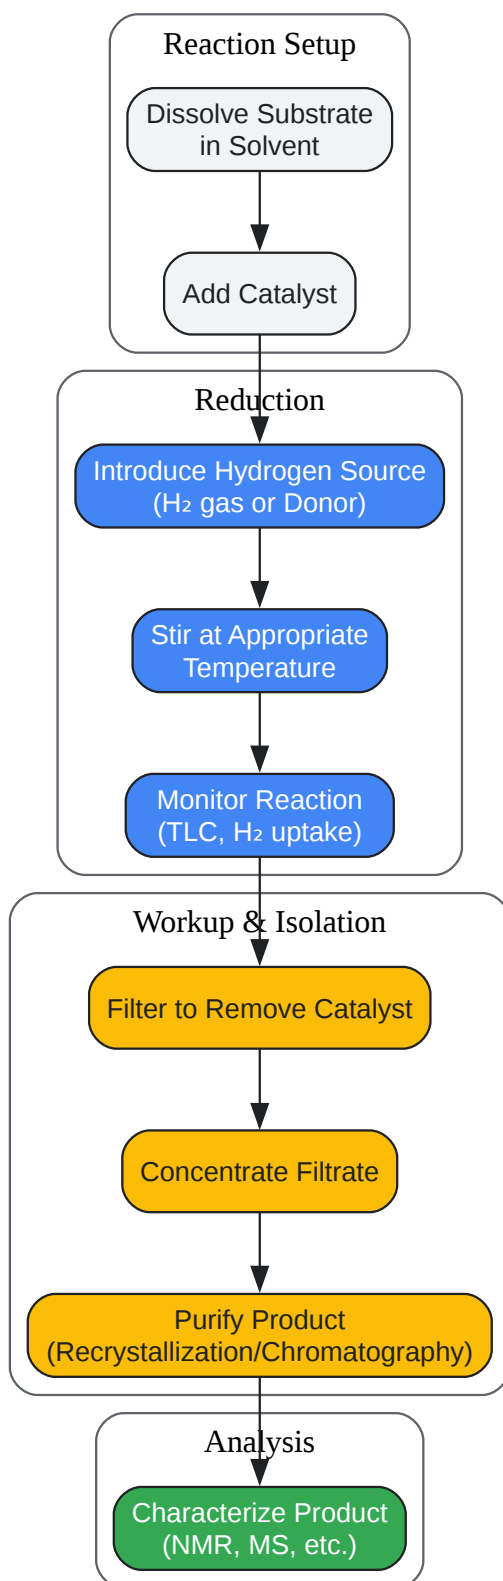 Reaction Setup
Dissolve Substrate
in Solvent
Add Catalyst
Reduction
Introduce Hydrogen Source
(H₂ gas or Donor)
Stir at Appropriate
Temperature
Monitor Reaction
(TLC, H₂ uptake)
Workup & Isolation
Filter to Remove Catalyst
Concentrate Filtrate
Purify Product
(Recrystallization/Chromatography)
Analysis
Characterize Product
(NMR, MS, etc.)